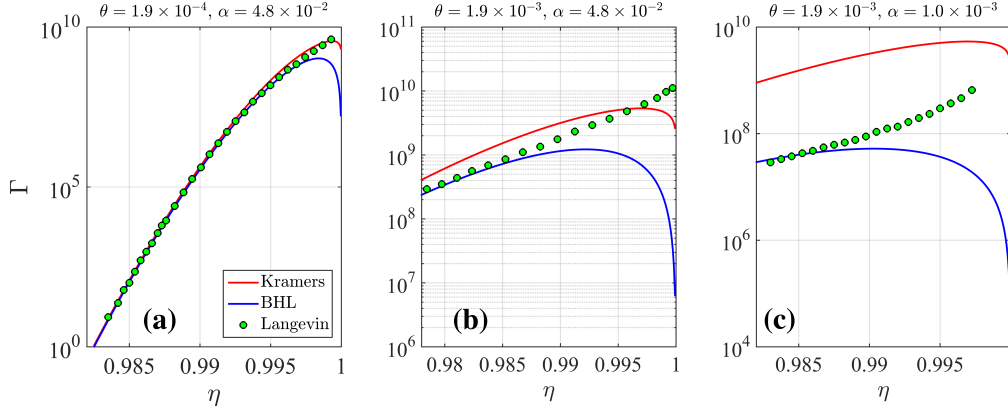 θ = 1.9 × 10⁻⁴, α = 4.8 × 10⁻²
10¹⁰
10⁵
10⁰
Γ
0.985
0.99
0.995
1
η
Kramers
BHL
Langevin
(a)
θ = 1.9 × 10⁻³, α = 4.8 × 10⁻²
10¹¹
10¹⁰
10⁹
10⁸
10⁷
10⁶
0.98
0.985
0.99
0.995
1
η
(b)
θ = 1.9 × 10⁻³, α = 1.0 × 10⁻³
10¹⁰
10⁸
10⁶
10⁴
0.985
0.99
0.995
η
(c)